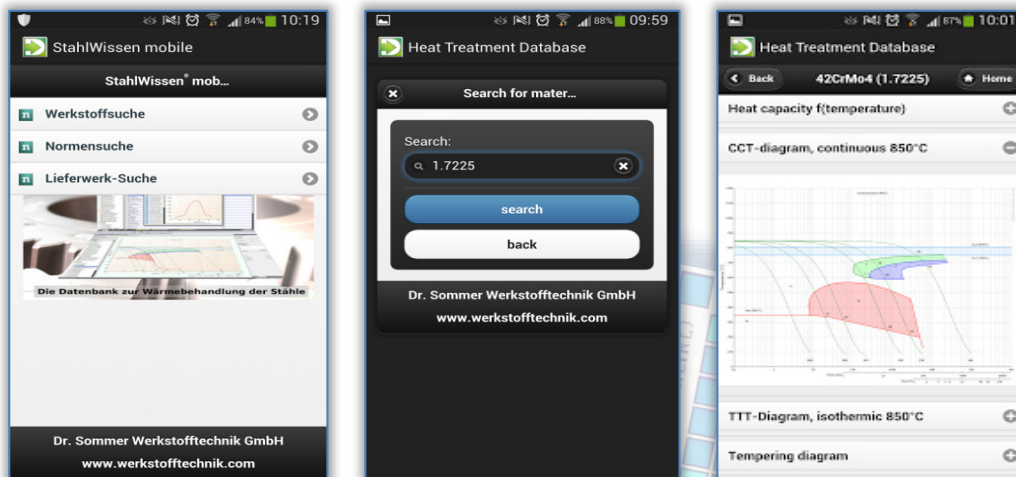 84% 10:19
StahlWissen mobile
StahlWissen® mob...
Werkstoffsuche
Normensuche
Lieferwerk-Suche
Die Datenbank zur Wärmebehandlung der Stähle
Dr. Sommer Werkstofftechnik GmbH
www.werkstofftechnik.com
88% 09:59
Heat Treatment Database
Search for mater...
Search:
1.7225
search
back
Dr. Sommer Werkstofftechnik GmbH
www.werkstofftechnik.com
87% 10:01
Heat Treatment Database
Back 42CrMo4 (1.7225) Home
Heat capacity f(temperature)
CCT-diagram, continuous 850°C
TTT-Diagram, isothermic 850°C
Tempering diagram